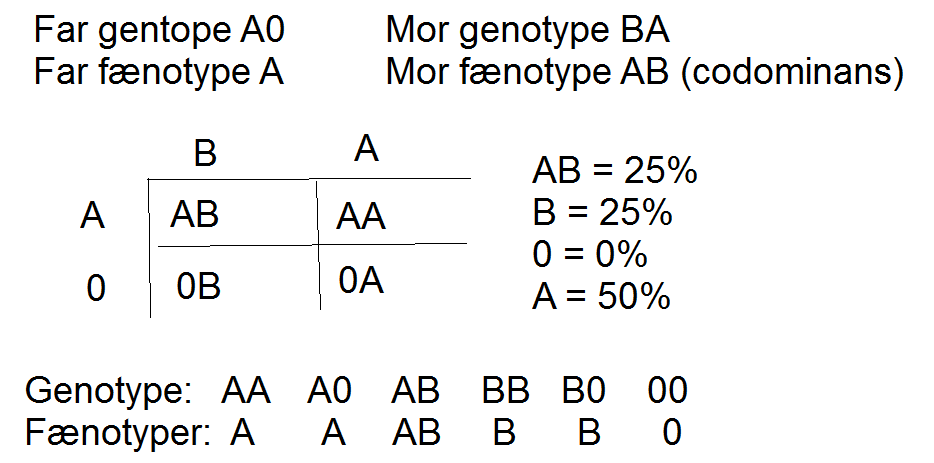 Far gentope A0 Mor genotype BA
Far fænotype A Mor fænotype AB (codominans)
B A
A AB AA
0 0B 0A
AB = 25%
B = 25%
0 = 0%
A = 50%
Genotype: AA A0 AB BB B0 00
Fænotyper: A A AB B B 0